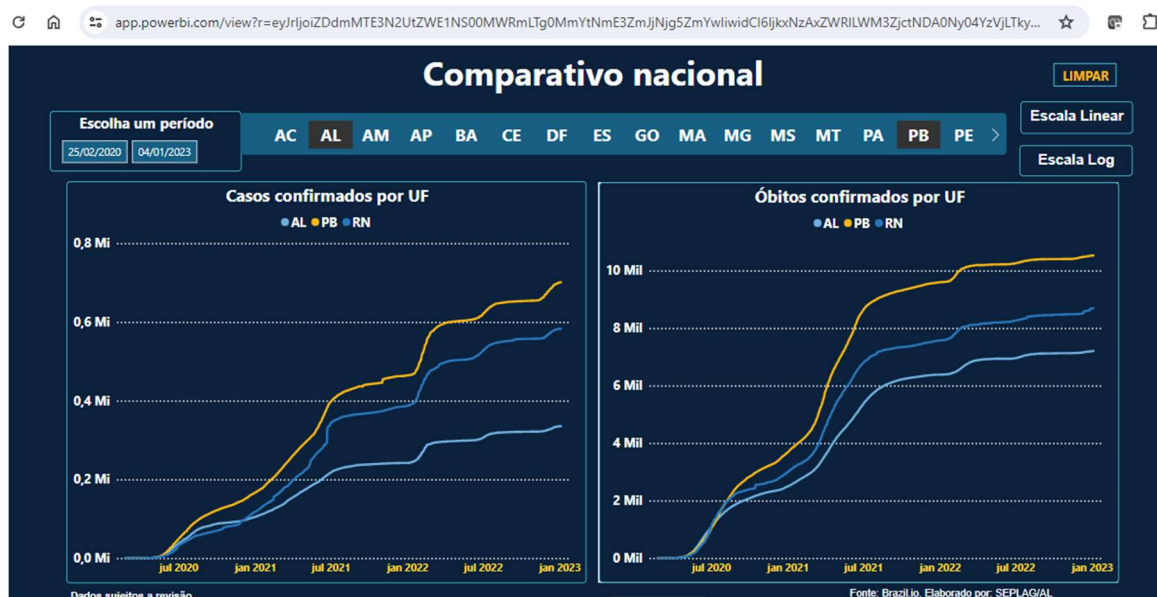 app.powerbi.com/view?r=eyJrIjoiZDdmMTE3N2UtZWE1NS00MWRmLTg0MmYtNmE3ZmJjNjg5ZmYwIiwidCI6IjkxNzAxZWRlLWM3ZjctNDA0Ny04YzVjLTky...
Comparativo nacional
LIMPAR
Escolha um período
25/02/2020 04/01/2023
AC AL AM AP BA CE DF ES GO MA MG MS MT PA PB PE
Escala Linear
Escala Log
Casos confirmados por UF
AL PB RN
0,8 Mi
0,6 Mi
0,4 Mi
0,2 Mi
0,0 Mi
jul 2020 jan 2021 jul 2021 jan 2022 jul 2022 jan 2023
Óbitos confirmados por UF
AL PB RN
10 Mil
8 Mil
6 Mil
4 Mil
2 Mil
0 Mil
jul 2020 jan 2021 jul 2021 jan 2022 jul 2022 jan 2023
Dados sujeitos a revisão
Fonte: Brazil.io. Elaborado por: SEPLAG/AL